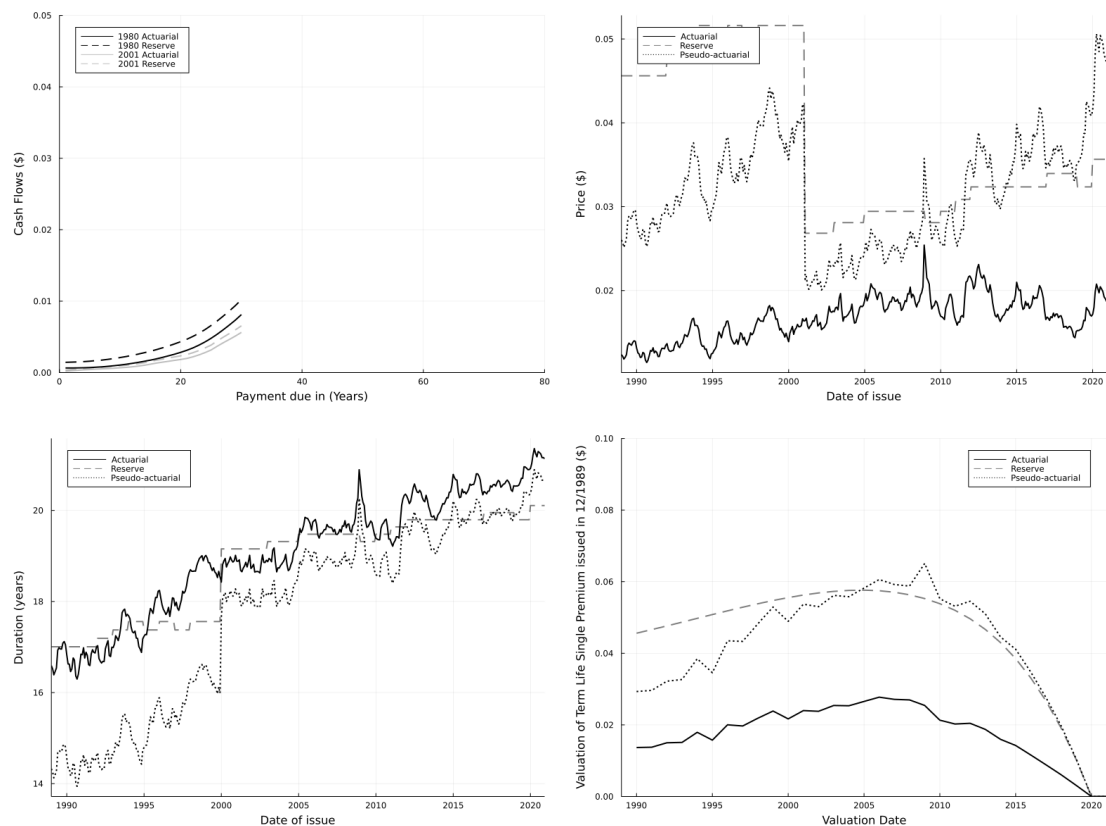 0.05
0.04
0.03
0.02
0.01
0.00
Cash Flows ($)
1980 Actuarial
1980 Reserve
2001 Actuarial
2001 Reserve
0 20 40 60 80
Payment due in (Years)
0.05
0.04
0.03
0.02
Price ($)
Actuarial
Reserve
Pseudo-actuarial
1990 1995 2000 2005 2010 2015 2020
Date of issue
20
18
16
14
Duration (years)
Actuarial
Reserve
Pseudo-actuarial
1990 1995 2000 2005 2010 2015 2020
Date of issue
0.10
0.08
0.06
0.04
0.02
0.00
Valuation of Term Life Single Premium issued in 12/1989 ($)
Actuarial
Reserve
Pseudo-actuarial
1990 1995 2000 2005 2010 2015 2020
Valuation Date